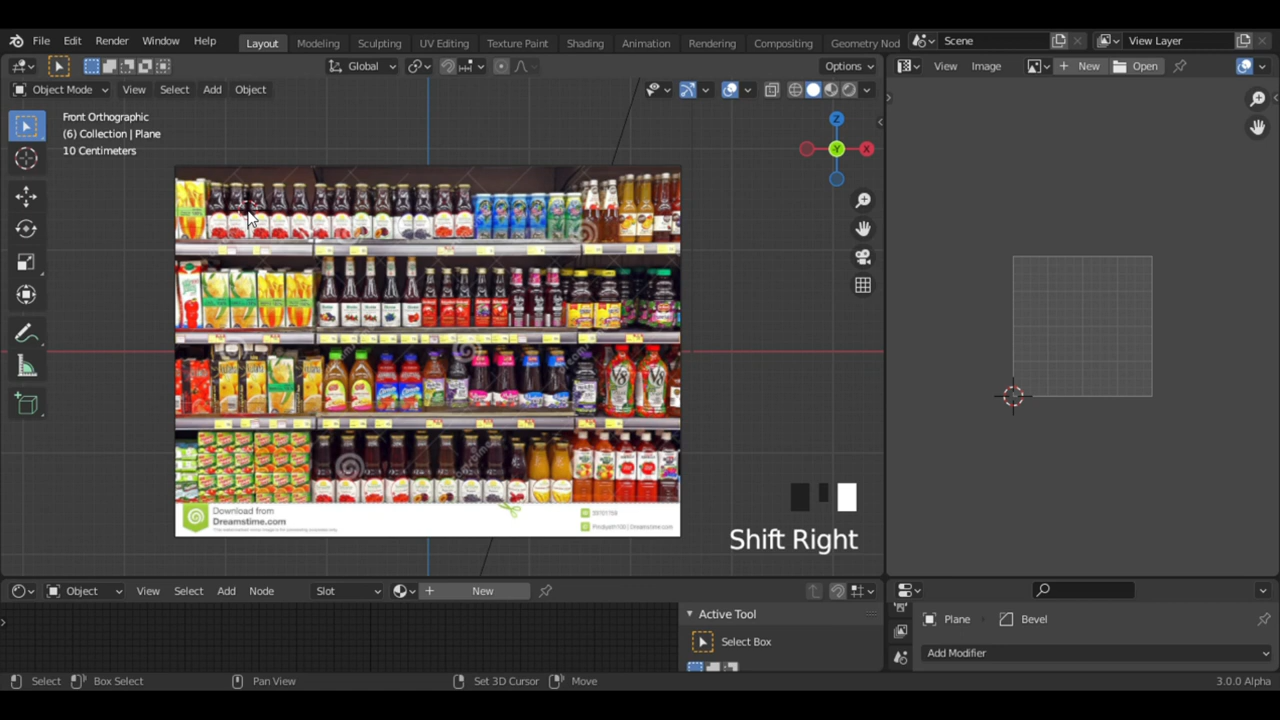 File Edit Render Window Help Layout Modeling Sculpting UV Editing Texture Paint Shading Animation Rendering Compositing Geometry Nod Scene View Layer
Global Options View Image New Open
Object Mode View Select Add Object
Front Orthographic
(6) Collection | Plane
10 Centimeters
Z
X
-Y
V8
V8
Download from
Dreamstime.com
Shift Right
Object View Select Add Node Slot New
Active Tool
Plane Bevel
Select Box
Add Modifier
Select Box Select Pan View Set 3D Cursor Move 3.0.0 Alpha